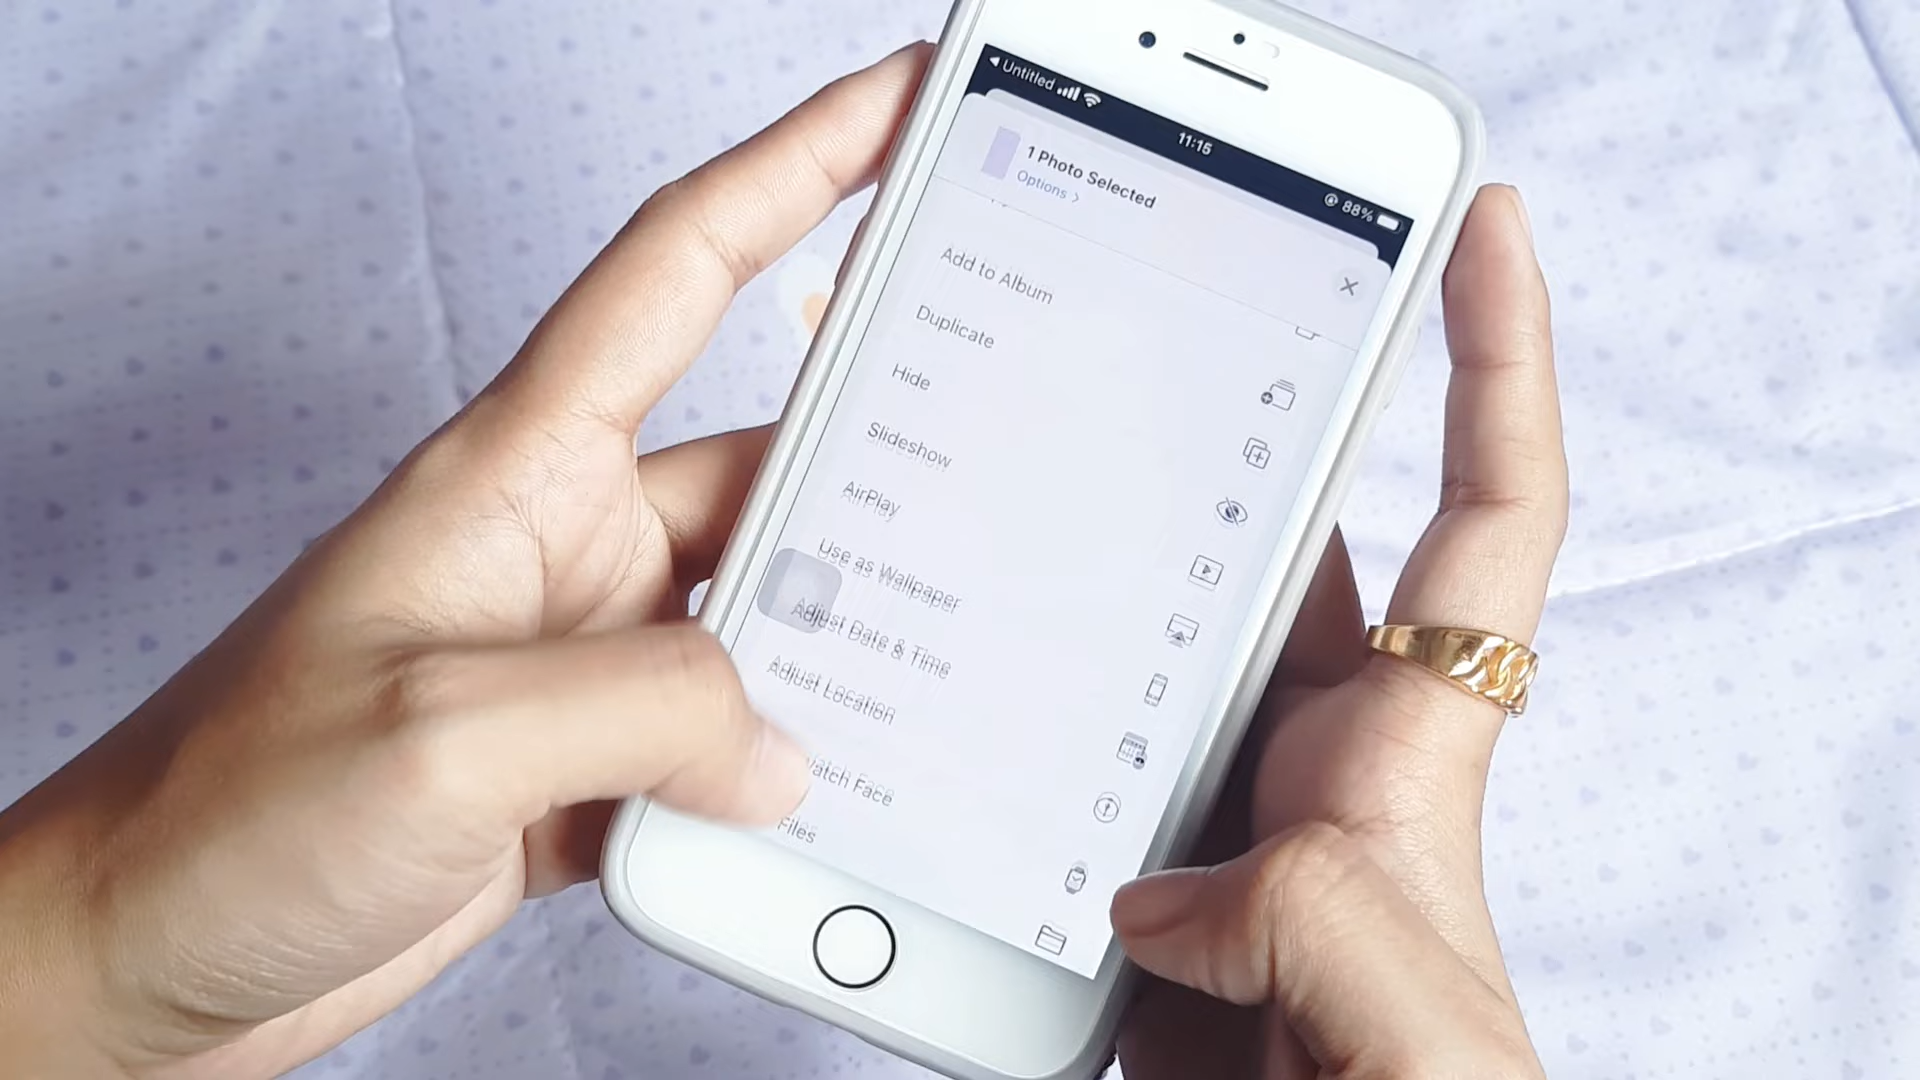 Untitled
11:15
88%
1 Photo Selected
Options >
Add to Album
Duplicate
Hide
Slideshow
AirPlay
Use as Wallpaper
Adjust Date & Time
Adjust Location
Watch Face
Files